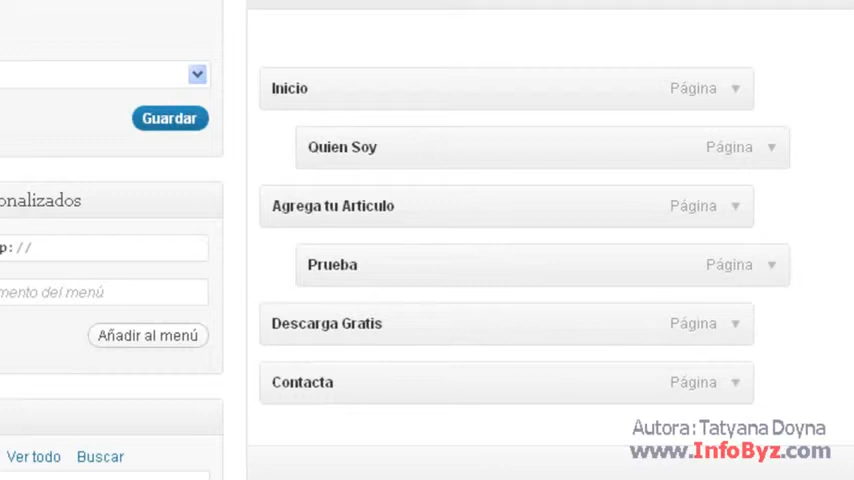 Guardar
onalizados
p://
mento del menú
Añadir al menú
Ver todo Buscar
Inicio Página
Quien Soy Página
Agrega tu Articulo Página
Prueba Página
Descarga Gratis Página
Contacta Página
Autora: Tatyana Doyna
www.InfoByz.com